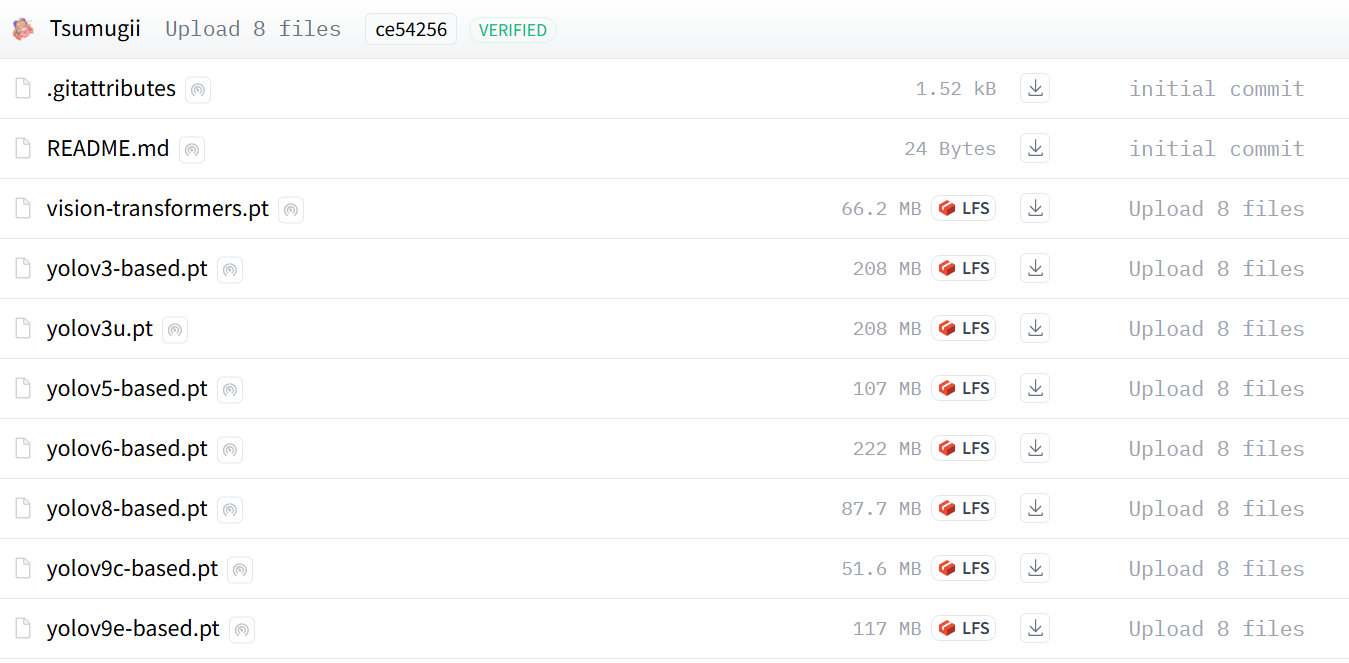 Tsumugii Upload 8 files ce54256 VERIFIED
.gitattributes 1.52 kB initial commit
README.md 24 Bytes initial commit
vision-transformers.pt 66.2 MB LFS Upload 8 files
yolov3-based.pt 208 MB LFS Upload 8 files
yolov3u.pt 208 MB LFS Upload 8 files
yolov5-based.pt 107 MB LFS Upload 8 files
yolov6-based.pt 222 MB LFS Upload 8 files
yolov8-based.pt 87.7 MB LFS Upload 8 files
yolov9c-based.pt 51.6 MB LFS Upload 8 files
yolov9e-based.pt 117 MB LFS Upload 8 files